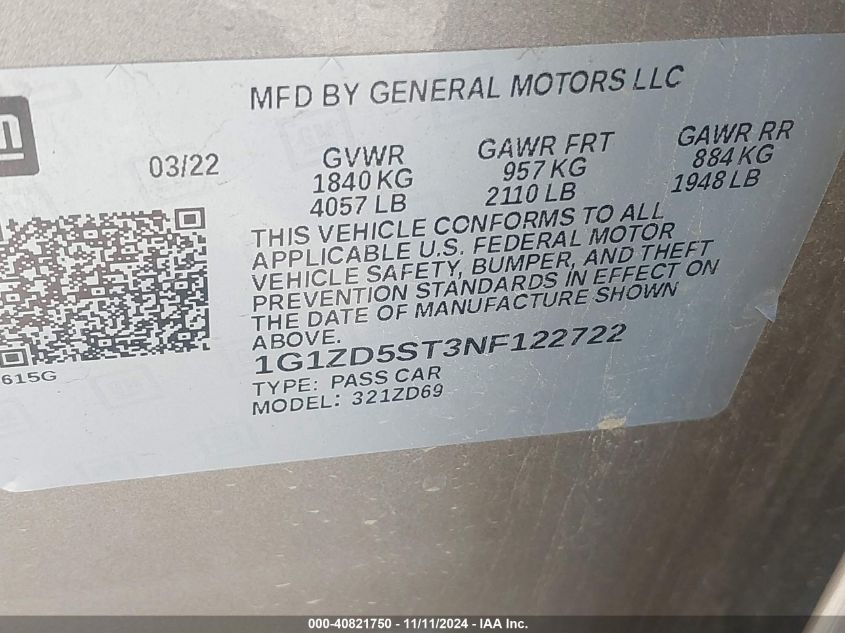 MFD BY GENERAL MOTORS LLC
gm
03/22
GVWR GAWR FRT GAWR RR
1840 KG 957 KG 884 KG
4057 LB 2110 LB 1948 LB
THIS VEHICLE CONFORMS TO ALL
APPLICABLE U.S. FEDERAL MOTOR
VEHICLE SAFETY, BUMPER, AND THEFT
PREVENTION STANDARDS IN EFFECT ON
THE DATE OF MANUFACTURE SHOWN
ABOVE.
1G1ZD5ST3NF122722
615G
TYPE: PASS CAR
MODEL: 321ZD69
000-40821750 - 11/11/2024 - IAA Inc.